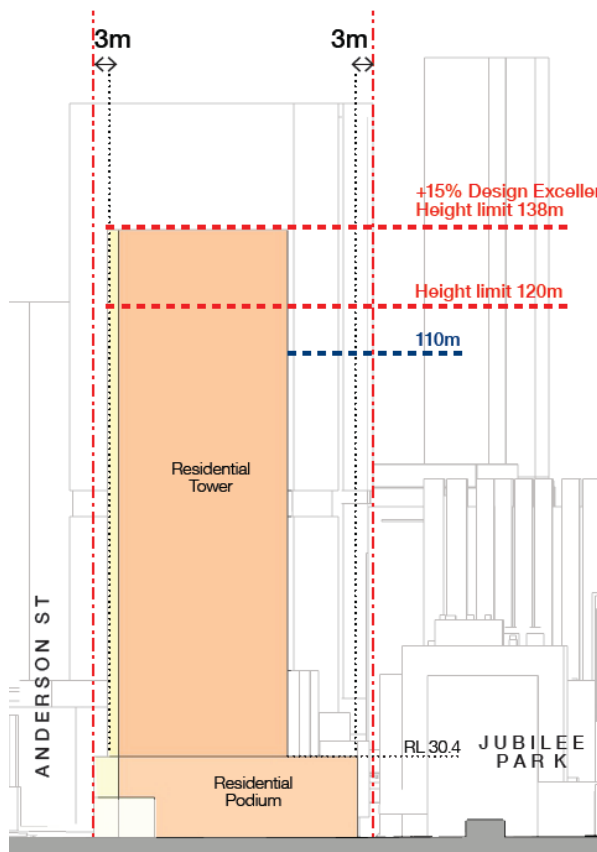 3m
3m
+15% Design Excelle
Height limit 138m
Height limit 120m
110m
Residential
Tower
ANDERSON ST
RL 30.4
JUBILEE
PARK
Residential
Podium